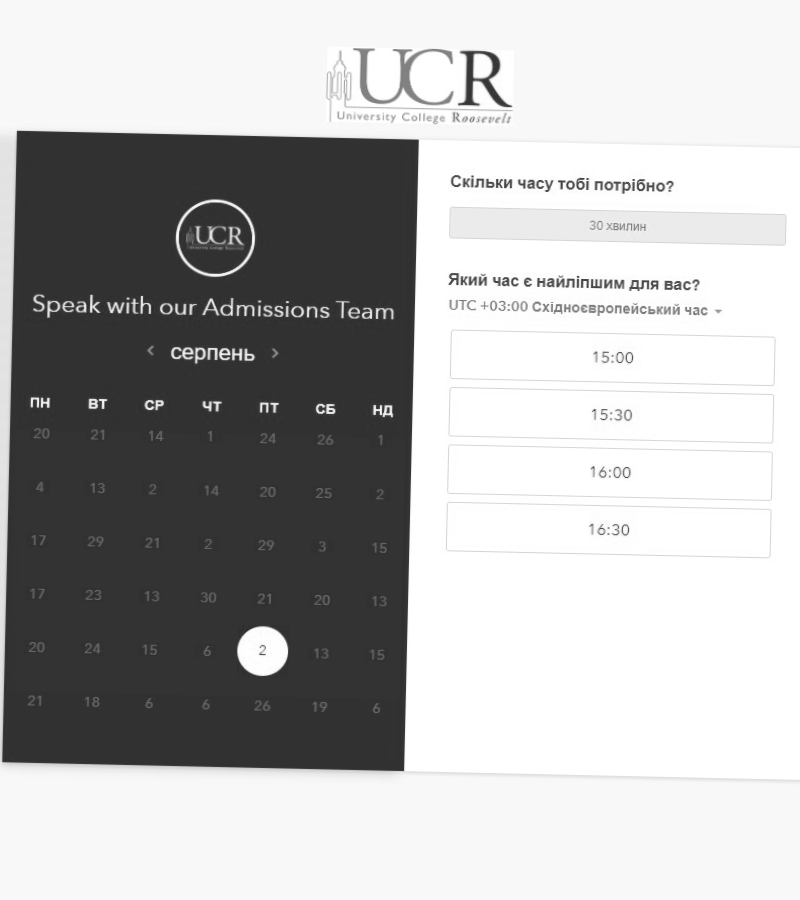 UCR
University College Roosevelt
UCR
Speak with our Admissions Team
серпень
ПН ВТ СР ЧТ ПТ СБ НД
20 21 14 1 24 26 1
4 13 2 14 20 25 2
17 29 21 2 29 3 15
17 23 13 30 21 20 13
20 24 15 6 2 13 15
21 18 6 6 26 19 6
Скільки часу тобі потрібно?
30 хвилин
Який час є найліпшим для вас?
UTC +03:00 Східноєвропейський час
15:00
15:30
16:00
16:30